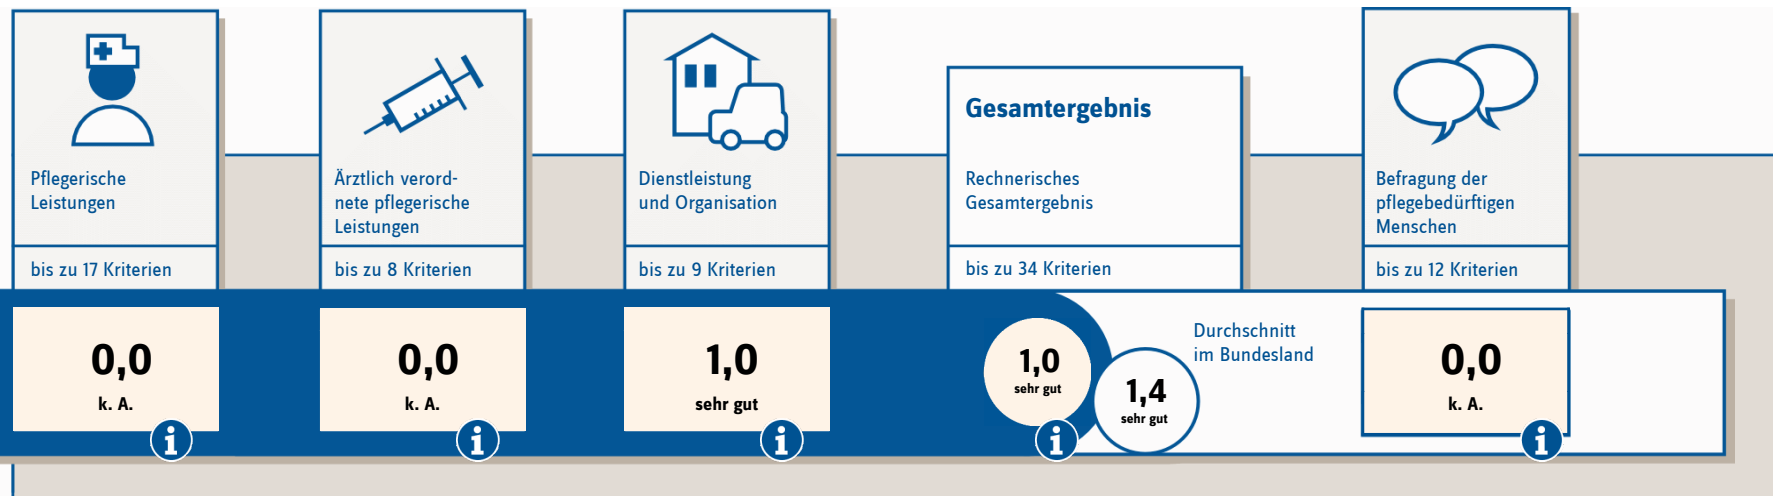 Pflegerische
Leistungen
bis zu 17 Kriterien
0,0
k. A.
i
Ärztlich verord-
nete pflegerische
Leistungen
bis zu 8 Kriterien
0,0
k. A.
i
Dienstleistung
und Organisation
bis zu 9 Kriterien
1,0
sehr gut
i
Gesamtergebnis
Rechnerisches
Gesamtergebnis
bis zu 34 Kriterien
1,0
sehr gut
i
1,4
sehr gut
Durchschnitt
im Bundesland
Befragung der
pflegebedürftigen
Menschen
bis zu 12 Kriterien
0,0
k. A.
i